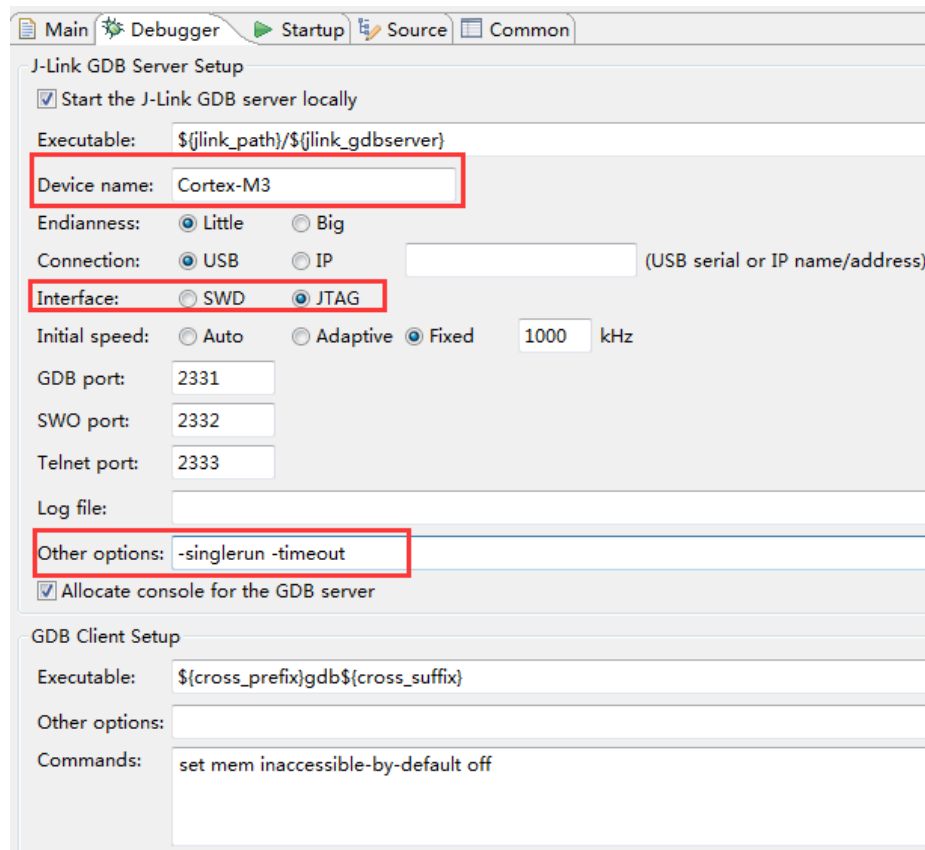 Main Debugger Startup Source Common
J-Link GDB Server Setup
Start the J-Link GDB server locally
Executable: ${jlink_path}/${jlink_gdbserver}
Device name: Cortex-M3
Endianness: Little Big
Connection: USB IP (USB serial or IP name/address)
Interface: SWD JTAG
Initial speed: Auto Adaptive Fixed 1000 kHz
GDB port: 2331
SWO port: 2332
Telnet port: 2333
Log file:
Other options: -singlerun -timeout
Allocate console for the GDB server
GDB Client Setup
Executable: ${cross_prefix}gdb${cross_suffix}
Other options:
Commands: set mem inaccessible-by-default off